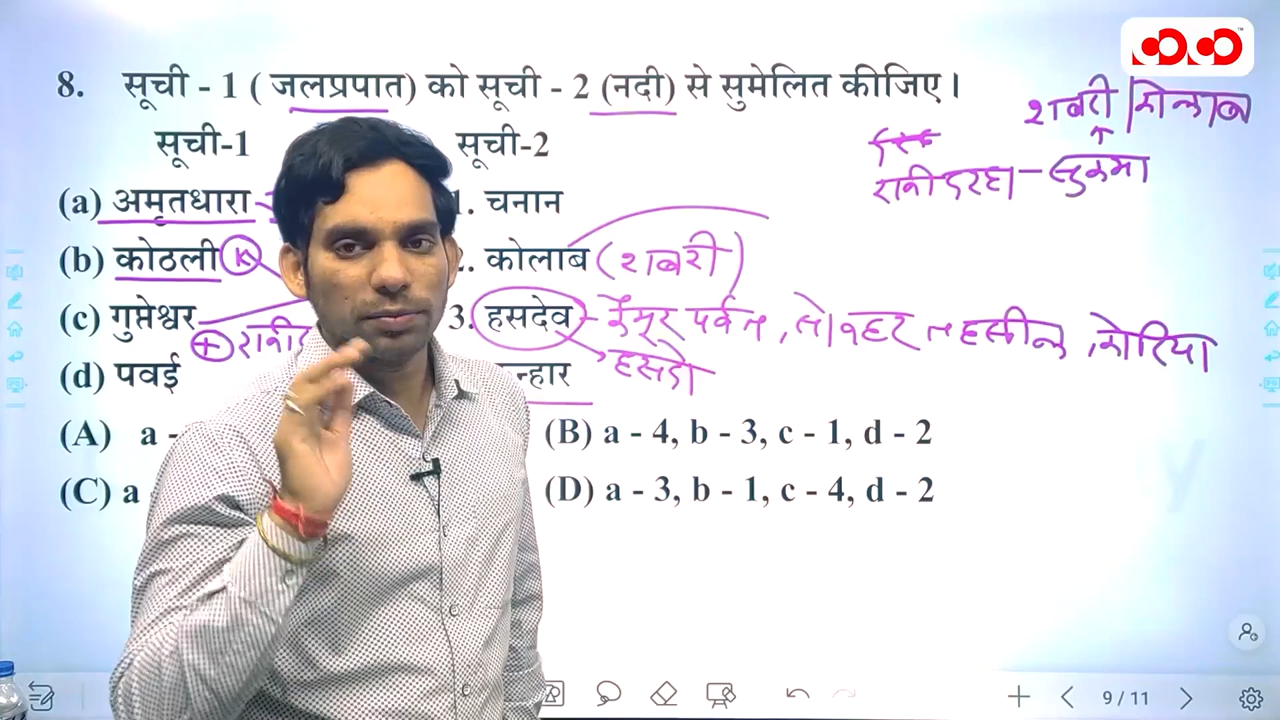 8. सूची - 1 ( जलप्रपात) को सूची - 2 (नदी) से सुमेलित कीजिए।
शबरी / कोलाब
सूची-1 सूची-2
रानीदरहा - सुकमा
(a) अमृतधारा 1. चनान
(b) कोठली K 2. कोलाब (शबरी)
(c) गुप्तेश्वर 3. हसदेव - कैमूर पर्वत, सोनहर तहसील, कोरिया
+ हसदो
(d) पवई न्हार
(A) a - (B) a - 4, b - 3, c - 1, d - 2
(C) a (D) a - 3, b - 1, c - 4, d - 2
9 / 11